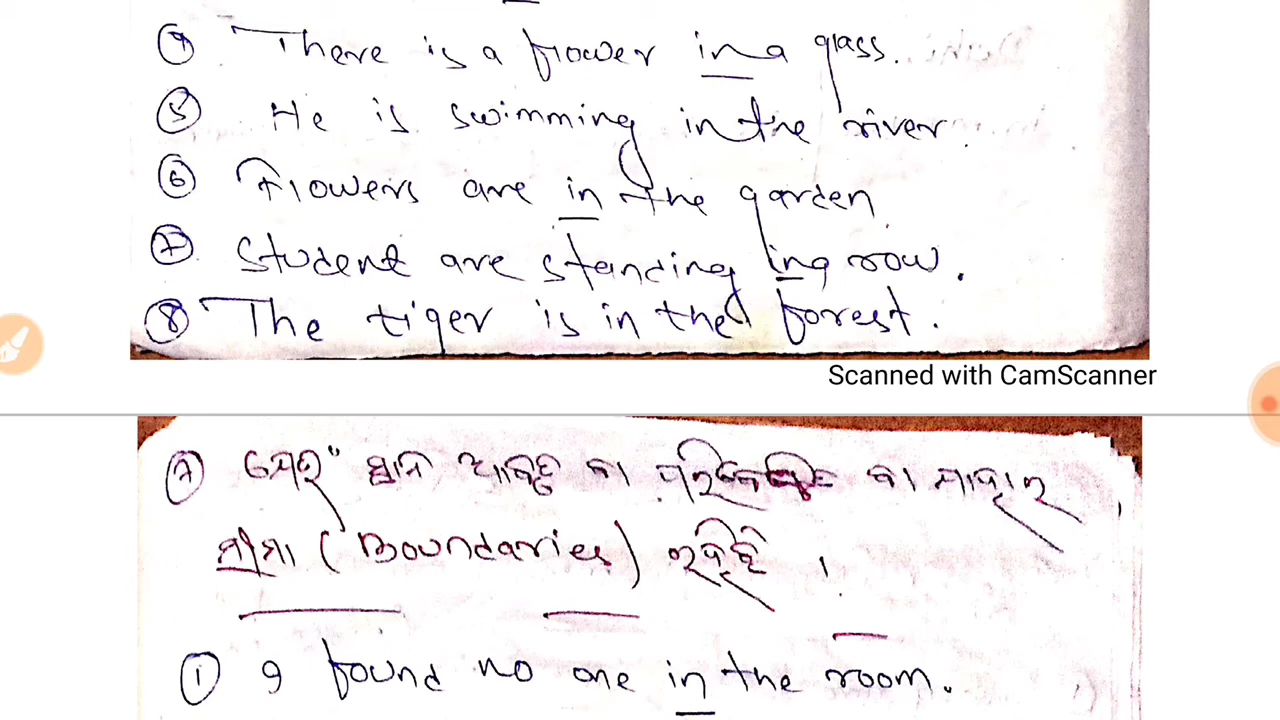 ④ There is a flower in a glass.
⑤ He is swimming in the river.
⑥ Flowers are in the garden
⑦ Student are standing in a row.
⑧ The tiger is in the forest.
Scanned with CamScanner
ଯେଉଁ ସ୍ଥାନ ଆବଦ୍ଧ ବା ବା ଯାହାର
ସୀମା (Boundaries) ରହିଛି ।
① I found no one in the room.